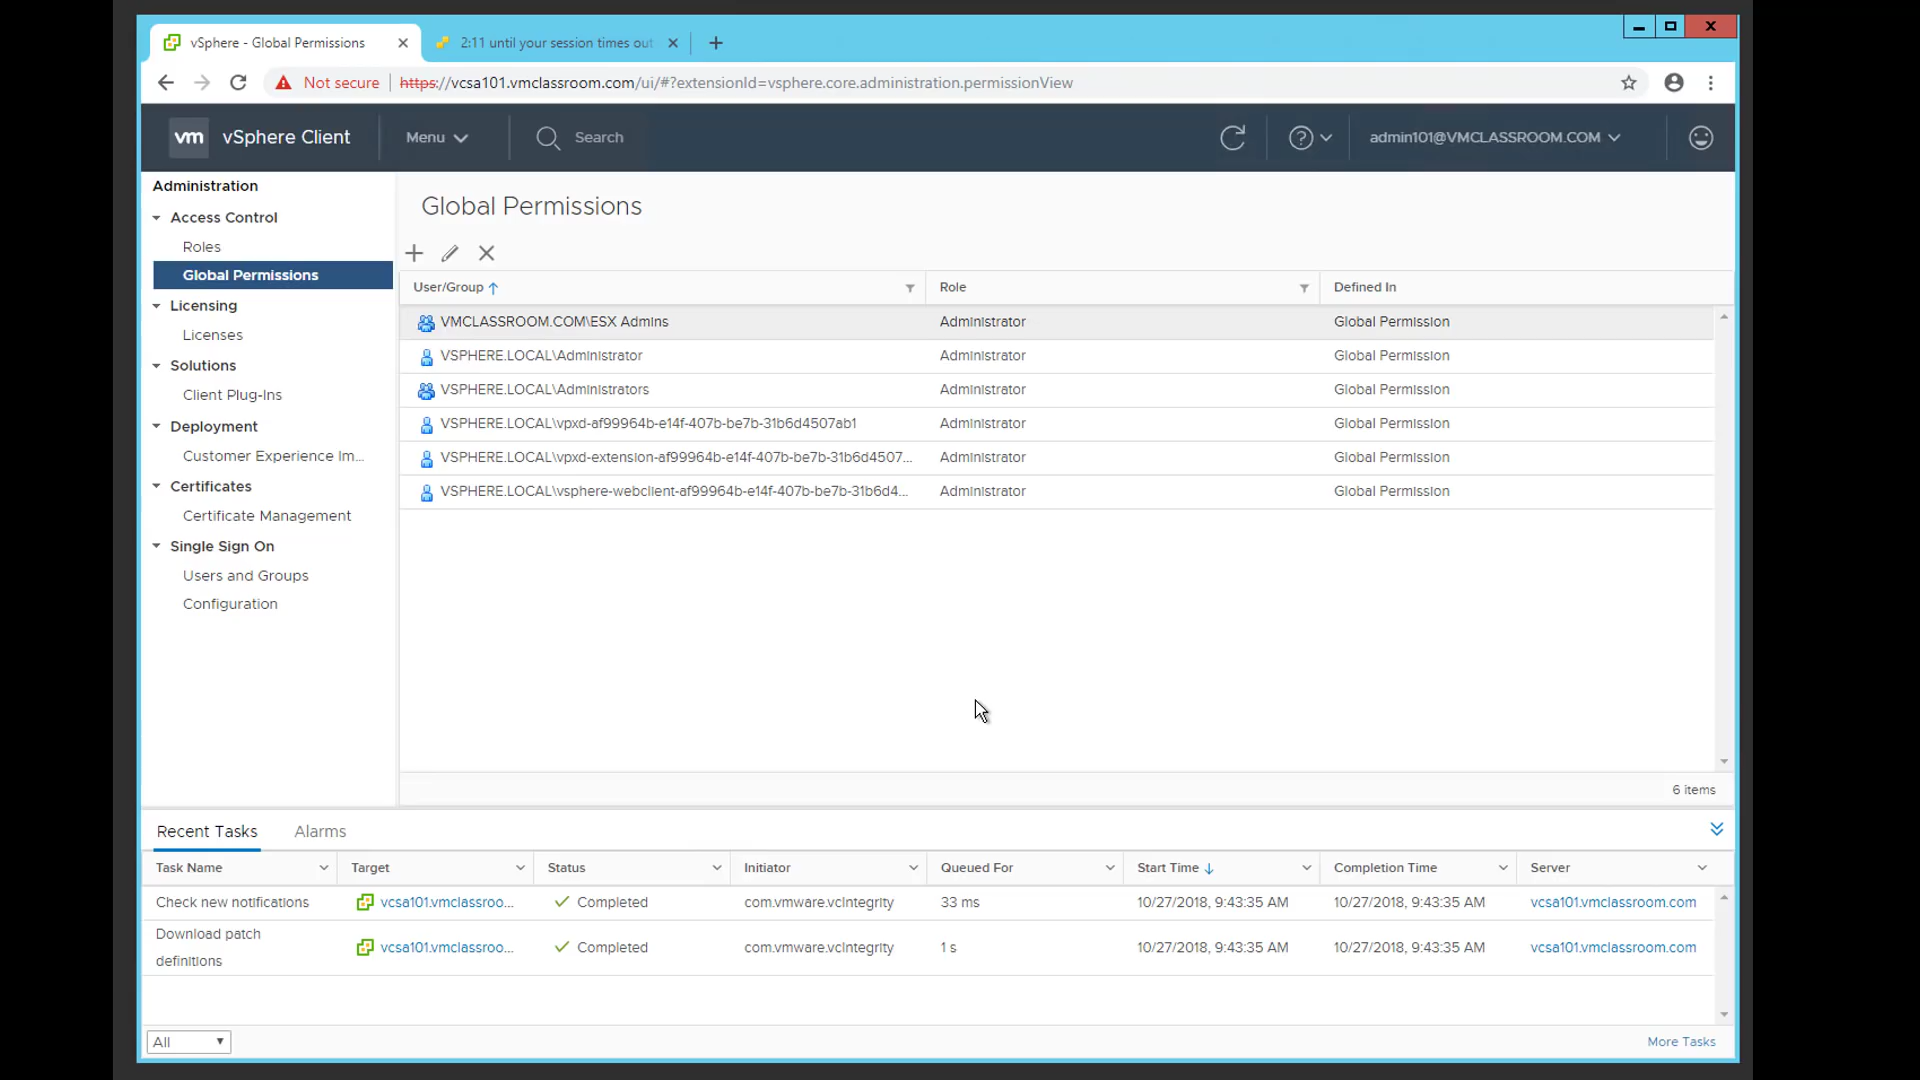 vSphere - Global Permissions
2:11 until your session times out
Not secure
https://vcsa101.vmclassroom.com/ui/#?extensionId=vsphere.core.administration.permissionView
vm vSphere Client
Menu
Search
admin101@VMCLASSROOM.COM
Administration
Access Control
Roles
Global Permissions
Licensing
Licenses
Solutions
Client Plug-Ins
Deployment
Customer Experience Im...
Certificates
Certificate Management
Single Sign On
Users and Groups
Configuration
Global Permissions
User/Group Role Defined In
VMCLASSROOM.COM\ESX Admins Administrator Global Permission
VSPHERE.LOCAL\Administrator Administrator Global Permission
VSPHERE.LOCAL\Administrators Administrator Global Permission
VSPHERE.LOCAL\vpxd-af99964b-e14f-407b-be7b-31b6d4507ab1 Administrator Global Permission
VSPHERE.LOCAL\vpxd-extension-af99964b-e14f-407b-be7b-31b6d4507... Administrator Global Permission
VSPHERE.LOCAL\vsphere-webclient-af99964b-e14f-407b-be7b-31b6d4... Administrator Global Permission
6 items
Recent Tasks Alarms
Task Name Target Status Initiator Queued For Start Time Completion Time Server
Check new notifications vcsa101.vmclassroo... Completed com.vmware.vcIntegrity 33 ms 10/27/2018, 9:43:35 AM 10/27/2018, 9:43:35 AM vcsa101.vmclassroom.com
Download patch
definitions vcsa101.vmclassroo... Completed com.vmware.vcIntegrity 1 s 10/27/2018, 9:43:35 AM 10/27/2018, 9:43:35 AM vcsa101.vmclassroom.com
All
More Tasks